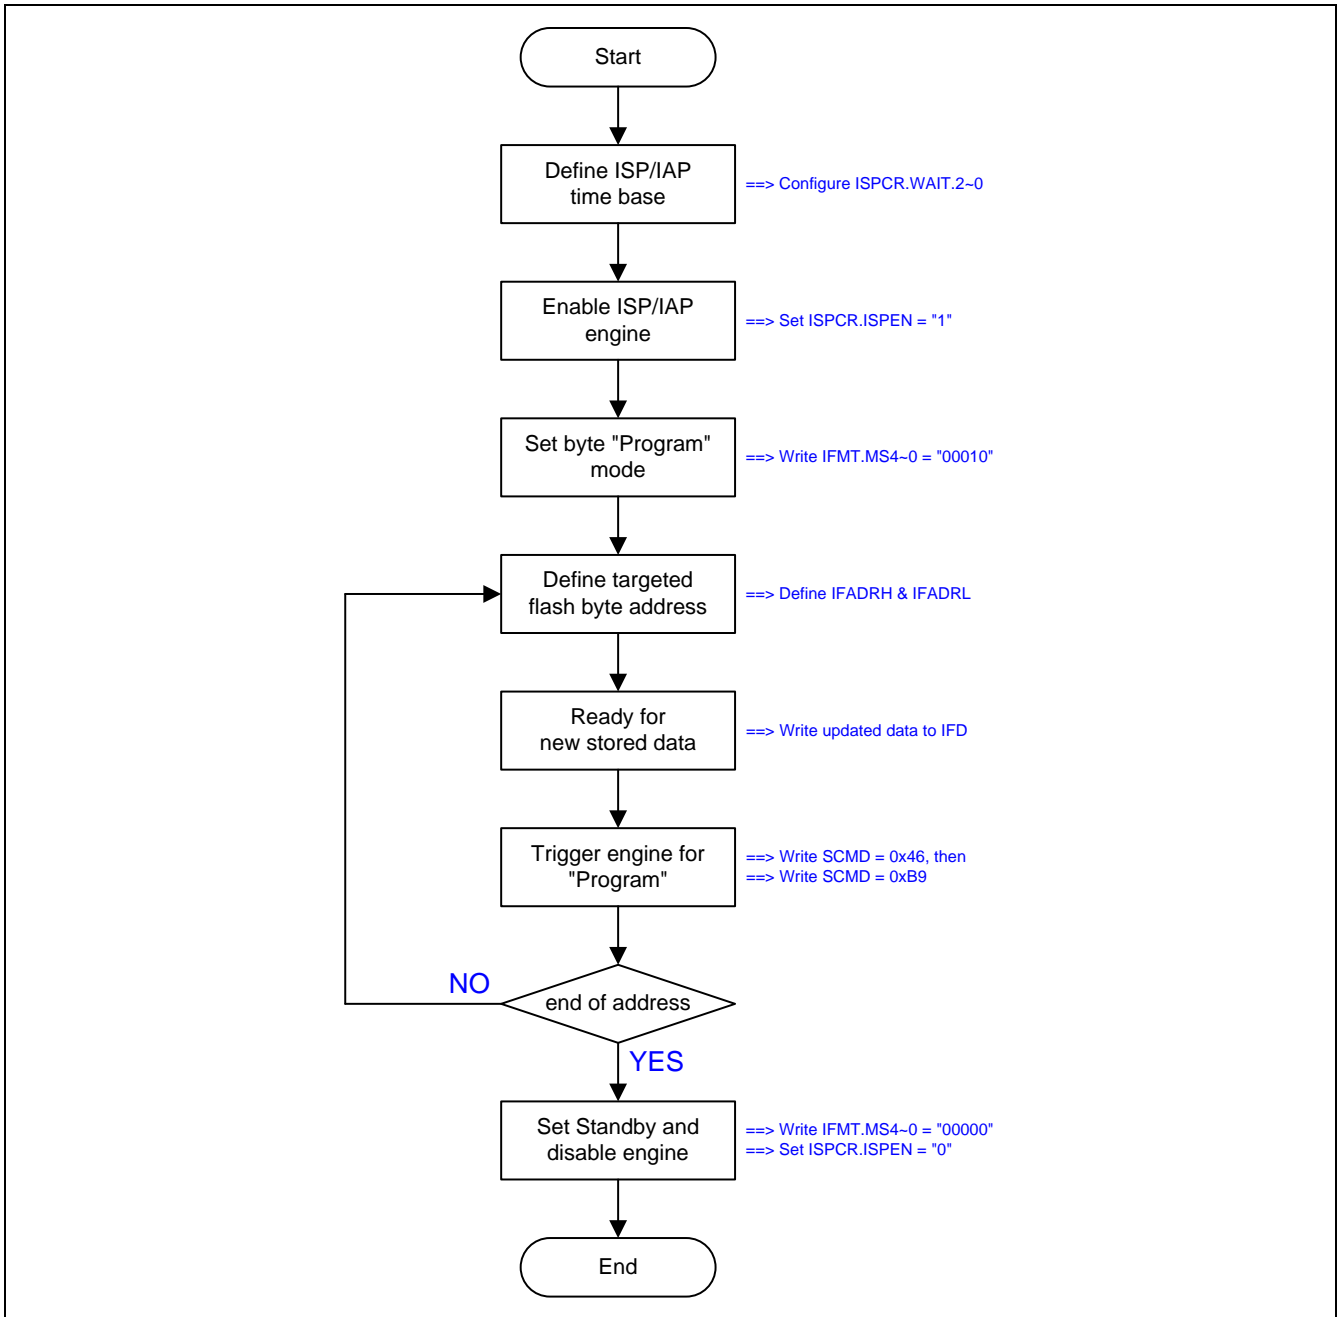 Start
Define ISP/IAP
time base
==> Configure ISPCR.WAIT.2~0
Enable ISP/IAP
engine
==> Set ISPCR.ISPEN = "1"
Set byte "Program"
mode
==> Write IFMT.MS4~0 = "00010"
Define targeted
flash byte address
==> Define IFADRH & IFADRL
Ready for
new stored data
==> Write updated data to IFD
Trigger engine for
"Program"
==> Write SCMD = 0x46, then
==> Write SCMD = 0xB9
NO
end of address
YES
Set Standby and
disable engine
==> Write IFMT.MS4~0 = "00000"
==> Set ISPCR.ISPEN = "0"
End